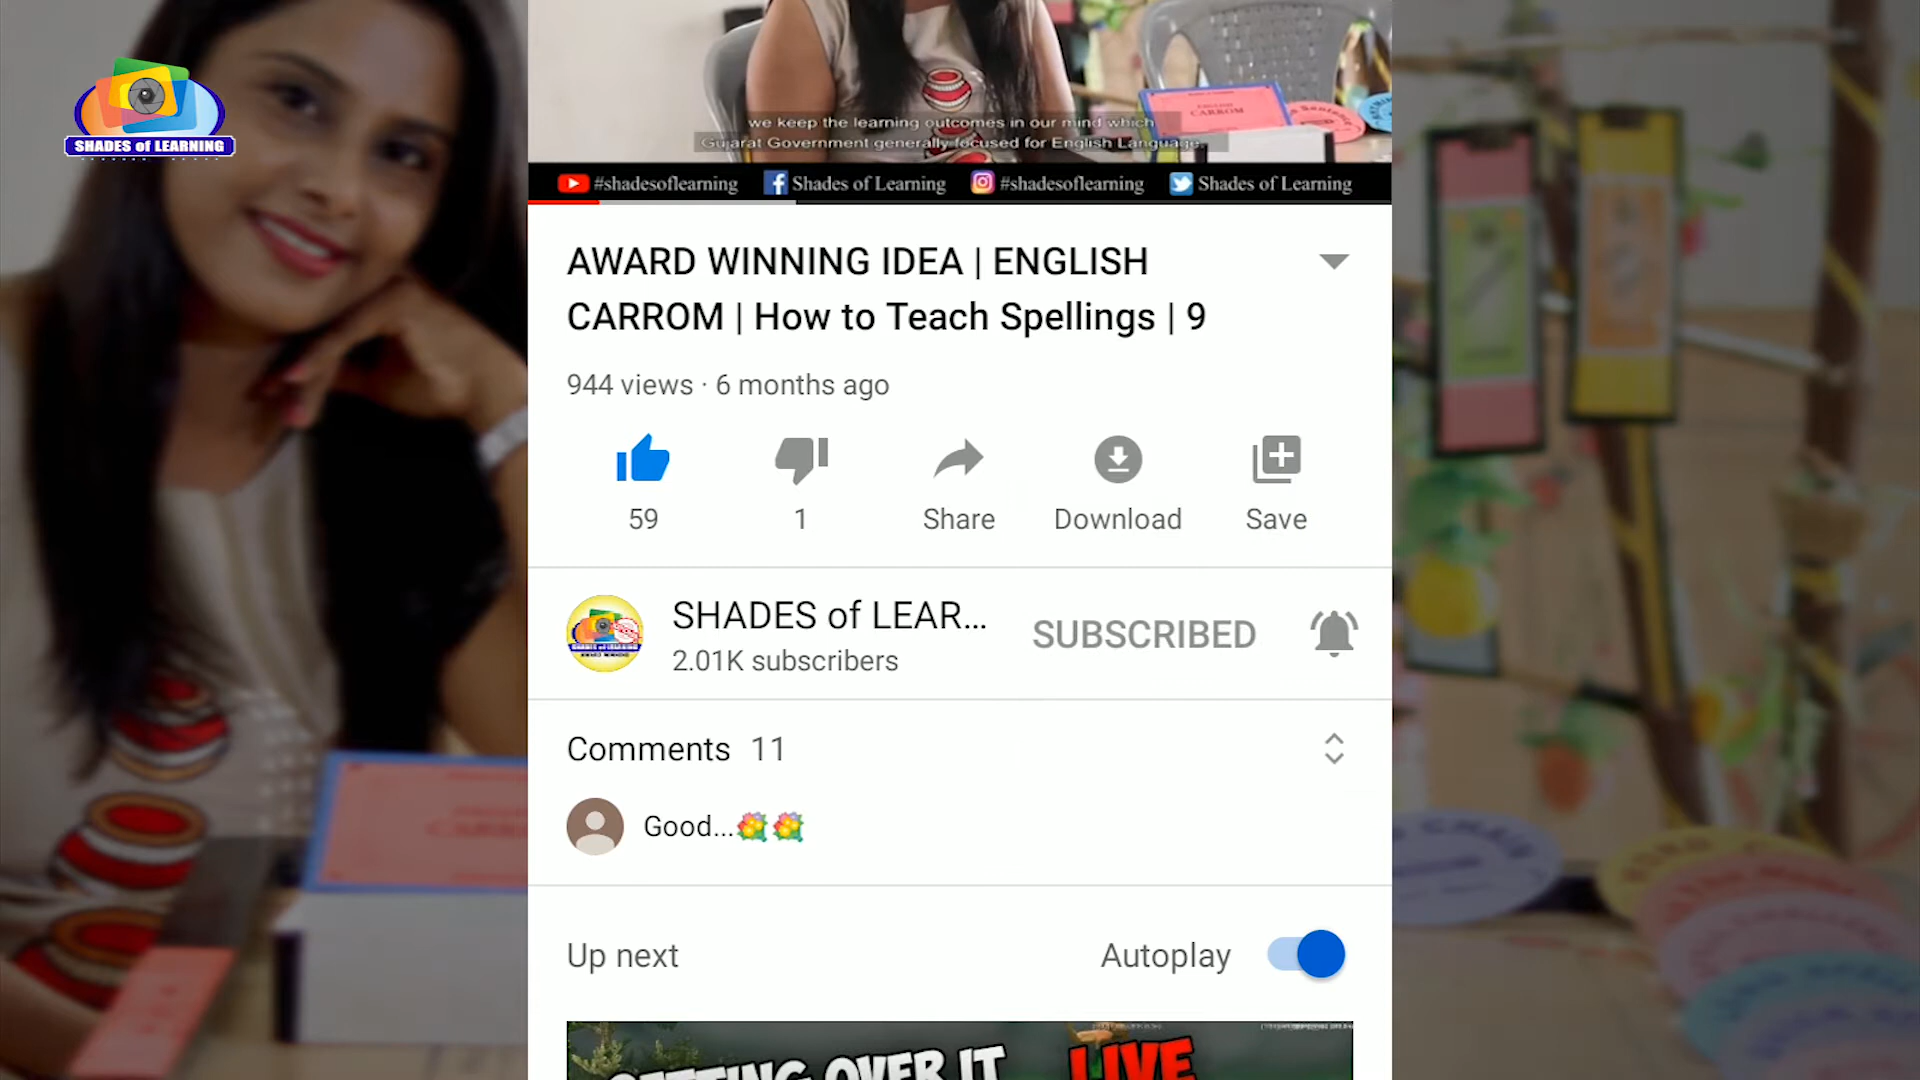 SHADES of LEARNING
CARROM
we keep the learning outcomes in our mind which
Gujarat Government generally focused for English Language.
#shadesoflearning
Shades of Learning
#shadesoflearning
Shades of Learning
AWARD WINNING IDEA | ENGLISH
CARROM | How to Teach Spellings | 9
944 views · 6 months ago
59
1
Share
Download
Save
SHADES of LEAR...
2.01K subscribers
SUBSCRIBED
Comments 11
Good...💐💐
Up next
Autoplay
GETTING OVER IT
LIVE